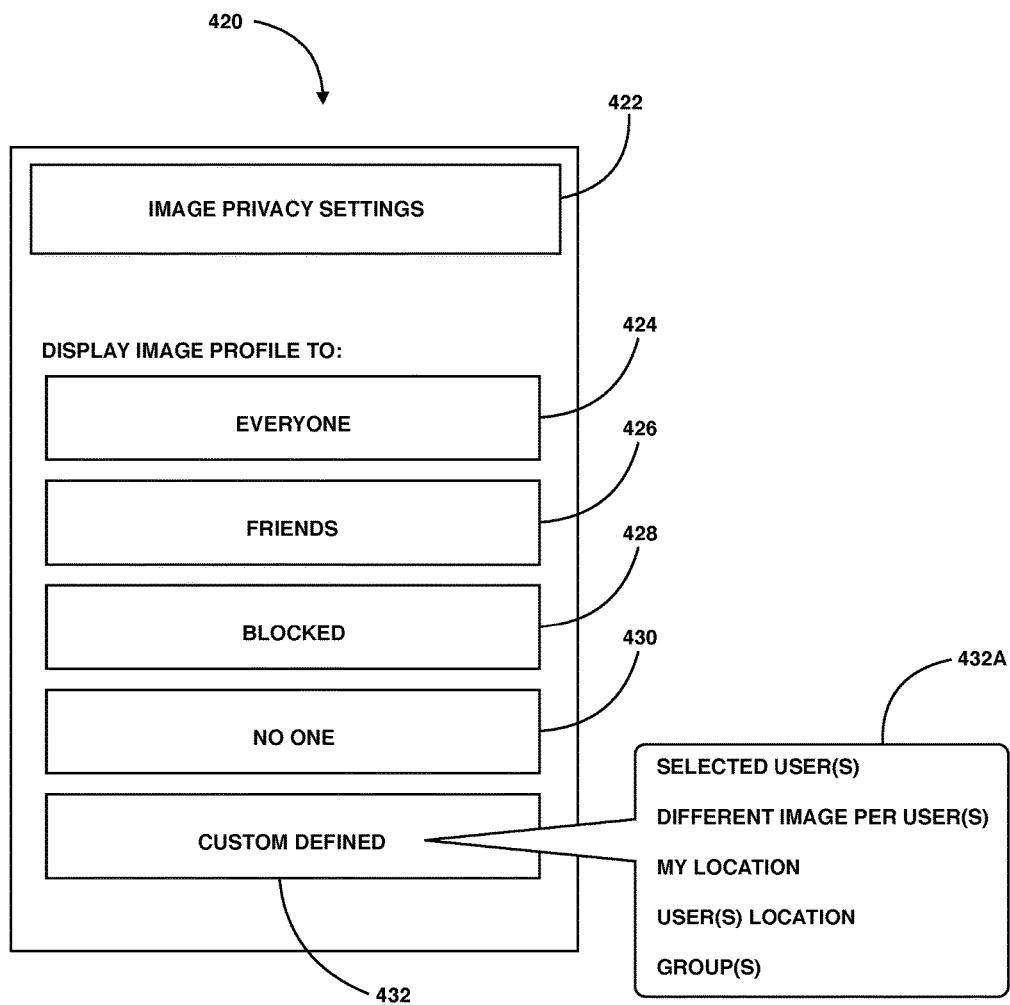 420
422
IMAGE PRIVACY SETTINGS
424
DISPLAY IMAGE PROFILE TO:
EVERYONE
426
FRIENDS
428
BLOCKED
430
NO ONE
432A
SELECTED USER(S)
DIFFERENT IMAGE PER USER(S)
CUSTOM DEFINED
MY LOCATION
USER(S) LOCATION
GROUP(S)
432